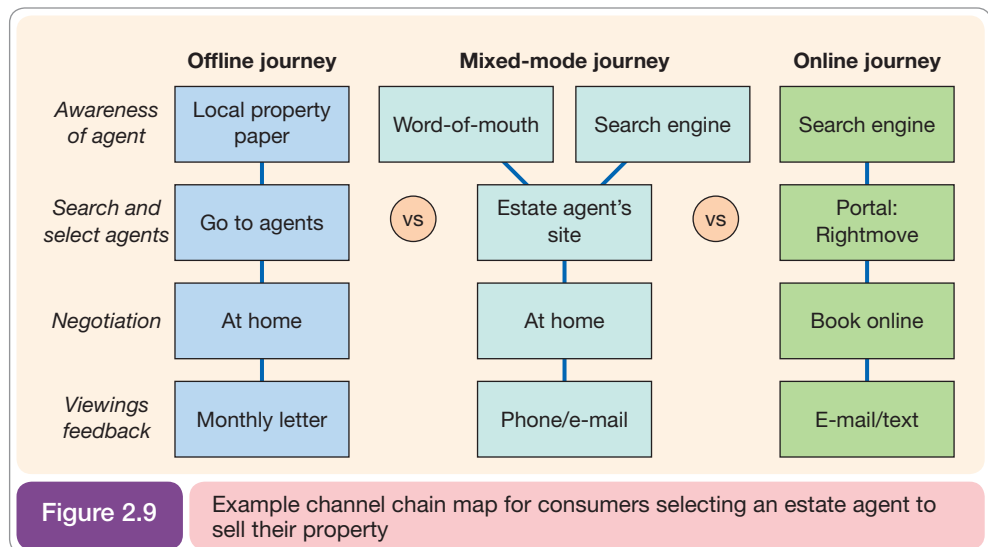 Offline journey
Mixed-mode journey
Online journey
Awareness
of agent
Local property
paper
Word-of-mouth
Search engine
Search engine
Search and
select agents
Go to agents
vs
Estate agent's
site
vs
Portal:
Rightmove
Negotiation
At home
At home
Book online
Viewings
feedback
Monthly letter
Phone/e-mail
E-mail/text
Figure 2.9
Example channel chain map for consumers selecting an estate agent to
sell their property